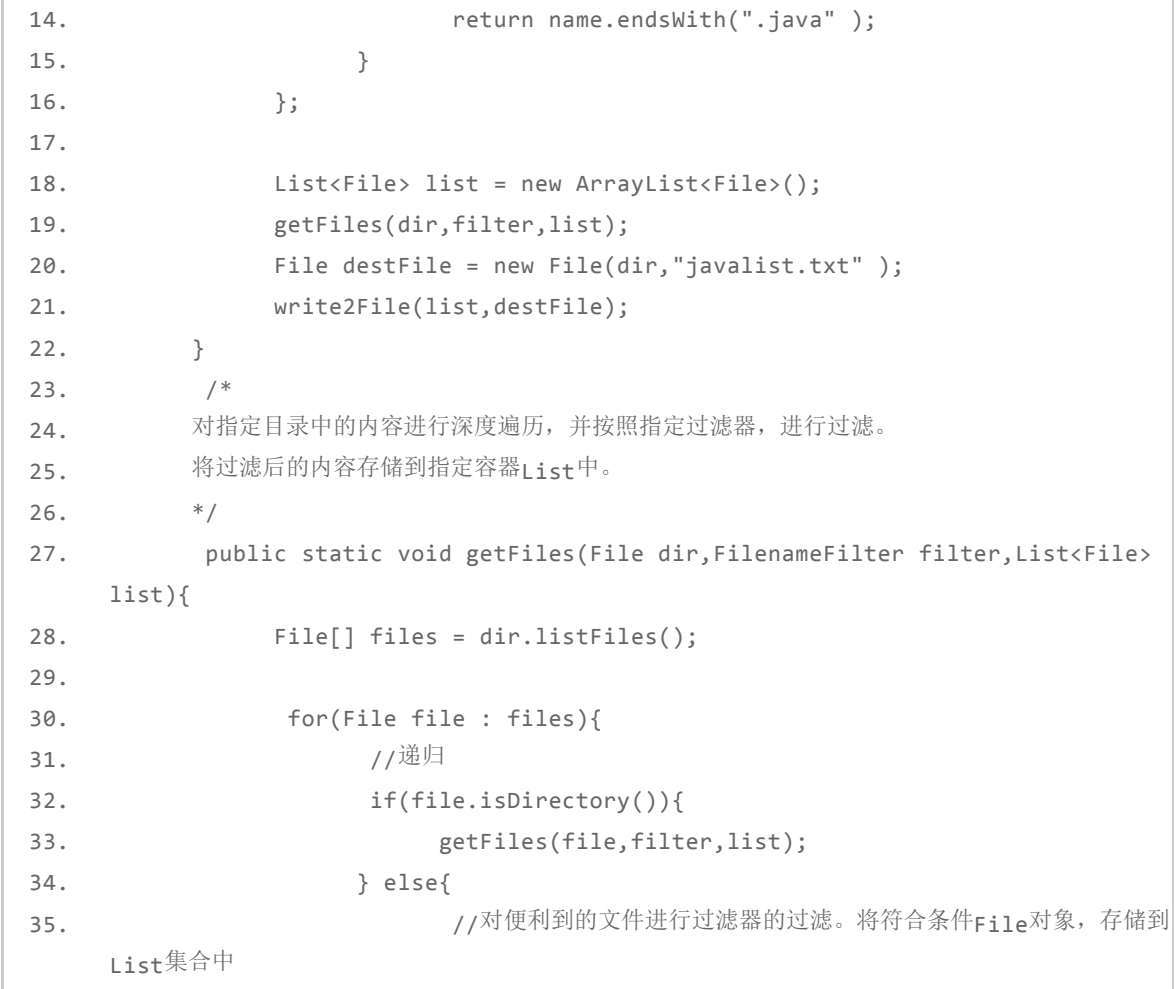 14. return name.endsWith(".java" );
15. }
16. };
17.
18. List<File> list = new ArrayList<File>();
19. getFiles(dir,filter,list);
20. File destFile = new File(dir,"javalist.txt" );
21. write2File(list,destFile);
22. }
23. /*
24. 对指定目录中的内容进行深度遍历，并按照指定过滤器，进行过滤。
25. 将过滤后的内容存储到指定容器List中。
26. */
27. public static void getFiles(File dir,FilenameFilter filter,List<File>
list){
28. File[] files = dir.listFiles();
29.
30. for(File file : files){
31. //递归
32. if(file.isDirectory()){
33. getFiles(file,filter,list);
34. } else{
35. //对便利到的文件进行过滤器的过滤。将符合条件File对象，存储到
List集合中